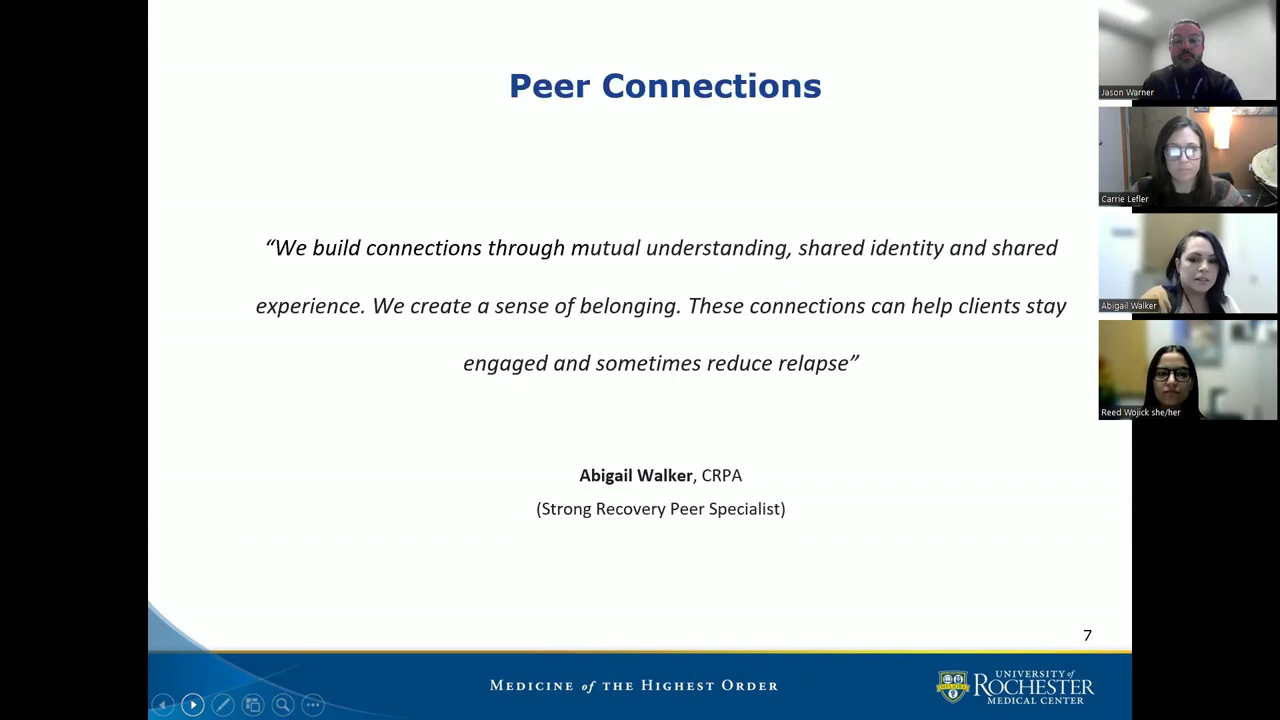 Peer Connections
“We build connections through mutual understanding, shared identity and shared
experience. We create a sense of belonging. These connections can help clients stay
engaged and sometimes reduce relapse”
Abigail Walker, CRPA
(Strong Recovery Peer Specialist)
7
MEDICINE of THE HIGHEST ORDER
UNIVERSITY of
ROCHESTER
MEDICAL CENTER
Jason Warner
Carrie Lefler
Abigail Walker
Reed Wojick she/her